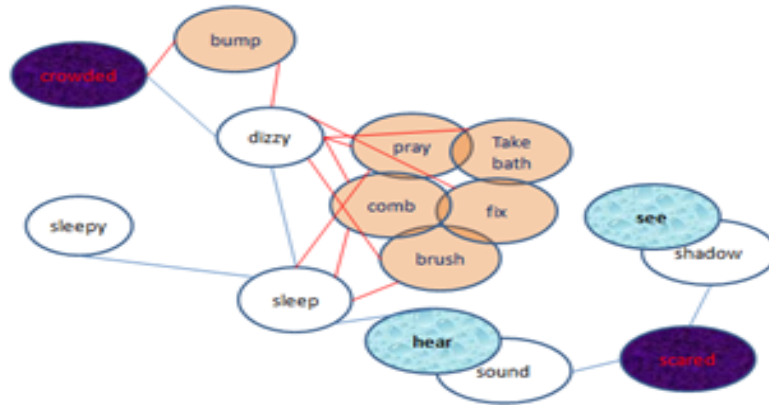 bump
crowded
dizzy
pray
Take
bath
comb
fix
sleepy
brush
see
shadow
sleep
hear
sound
scared